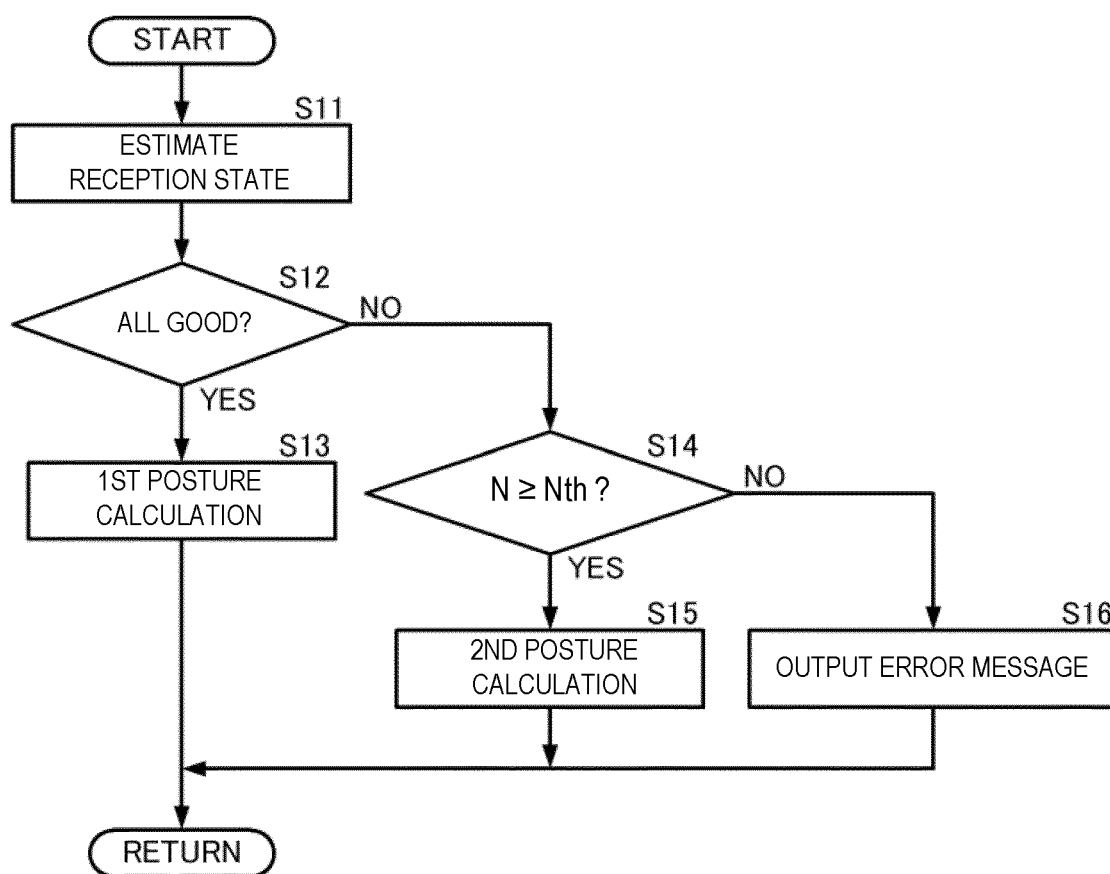 START
S11
ESTIMATE
RECEPTION STATE
S12
ALL GOOD?
NO
YES
S13
1ST POSTURE
CALCULATION
S14
N ≥ Nth ?
NO
YES
S15
2ND POSTURE
CALCULATION
S16
OUTPUT ERROR MESSAGE
RETURN